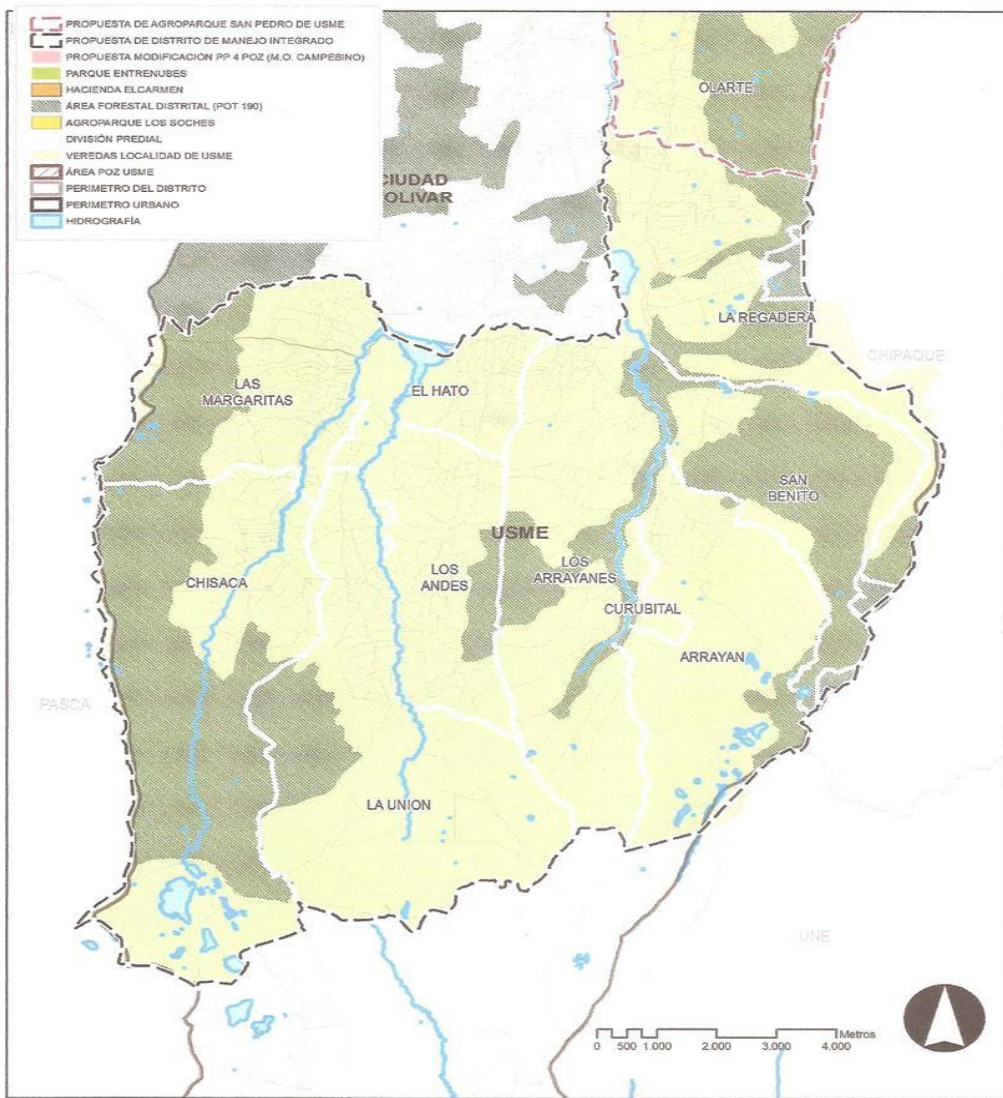 PROPUESTA DE AGROPARQUE SAN PEDRO DE USME
PROPUESTA DE DISTRITO DE MANEJO INTEGRADO
PROPUESTA MODIFICACION PP 4 POZ (M.O. CAMPESINO)
PARQUE ENTRENUBES
HACIENDA ELCARMEN
ÁREA FORESTAL DISTRITAL (POT 190)
AGROPARQUE LOS SOCHES
DIVISIÓN PREDIAL
VEREDAS LOCALIDAD DE USME
ÁREA POZ USME
PERIMETRO DEL DISTRITO
PERIMETRO URBANO
HIDROGRAFÍA
OLARTE
CIUDAD
OLIVAR
LA REGADERA
CHIPAQUE
LAS
MARGARITAS
EL HATO
SAN
BENITO
USME
CHISACA
LOS
ANDES
LOS
ARRAYANES
CURUBITAL
ARRAYAN
PASCA
LA UNION
UNE
Metros
0 500 1.000 2.000 3.000 4.000